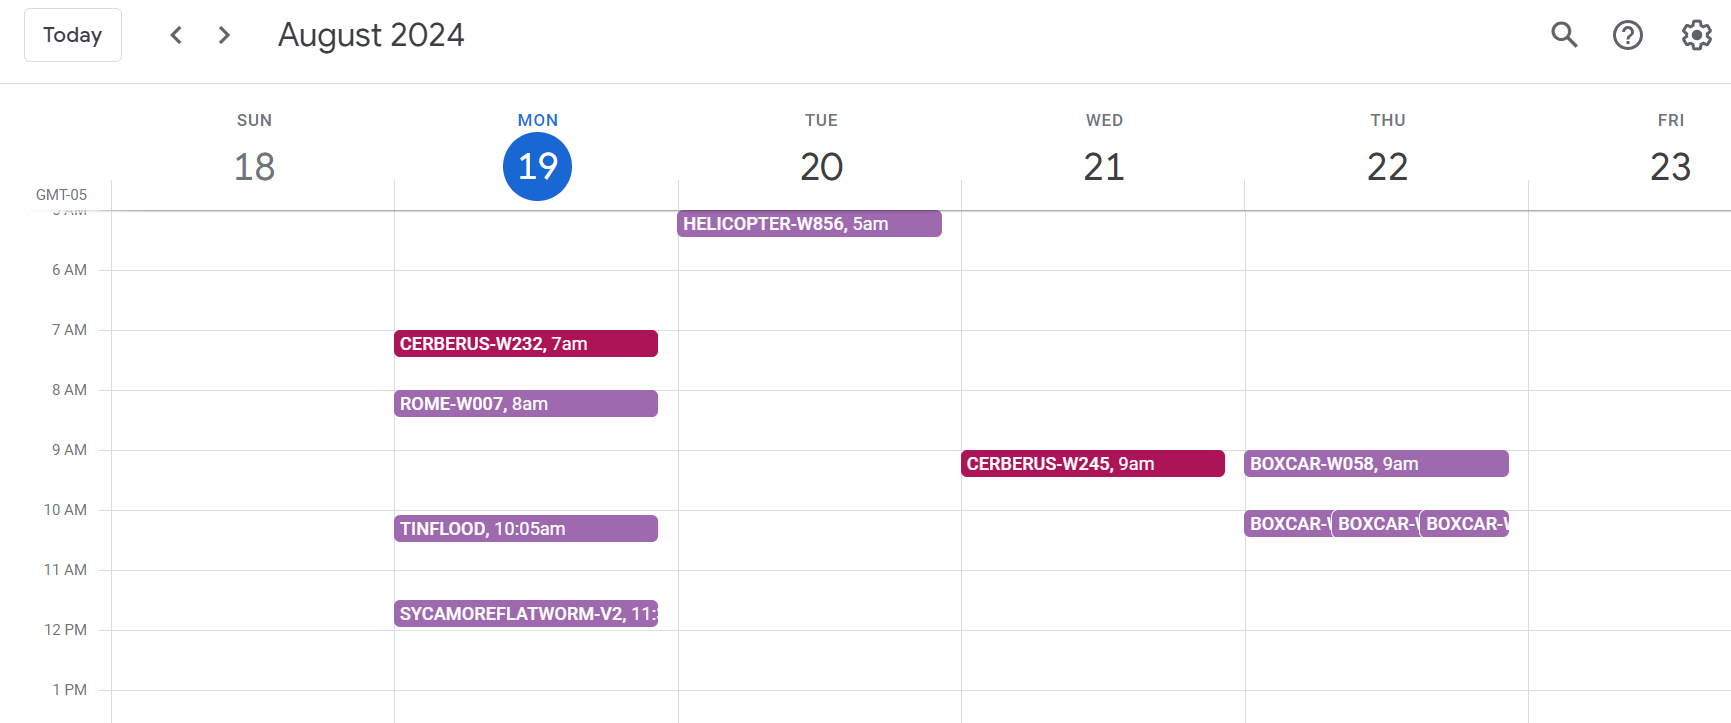 Today
August 2024
SUN
MON
TUE
WED
THU
FRI
18
19
20
21
22
23
GMT-05
HELICOPTER-W856, 5am
6 AM
7 AM
CERBERUS-W232, 7am
8 AM
ROME-W007, 8am
9 AM
CERBERUS-W245, 9am
BOXCAR-W058, 9am
10 AM
TINFLOOD, 10:05am
BOXCAR-
BOXCAR-
BOXCAR-
11 AM
SYCAMOREFLATWORM-V2, 11:
12 PM
1 PM